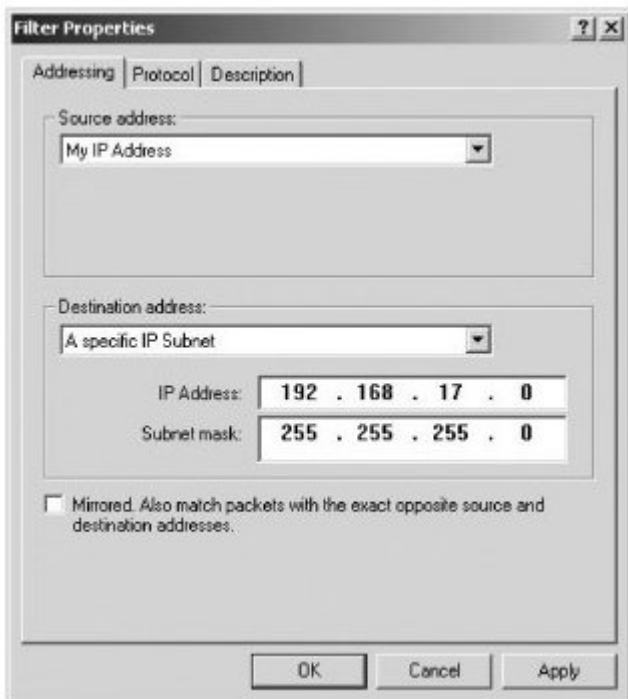 Filter Properties
Addressing Protocol Description
Source address:
My IP Address
Destination address:
A specific IP Subnet
IP Address: 192 . 168 . 17 . 0
Subnet mask: 255 . 255 . 255 . 0
Mirrored. Also match packets with the exact opposite source and
destination addresses.
OK Cancel Apply